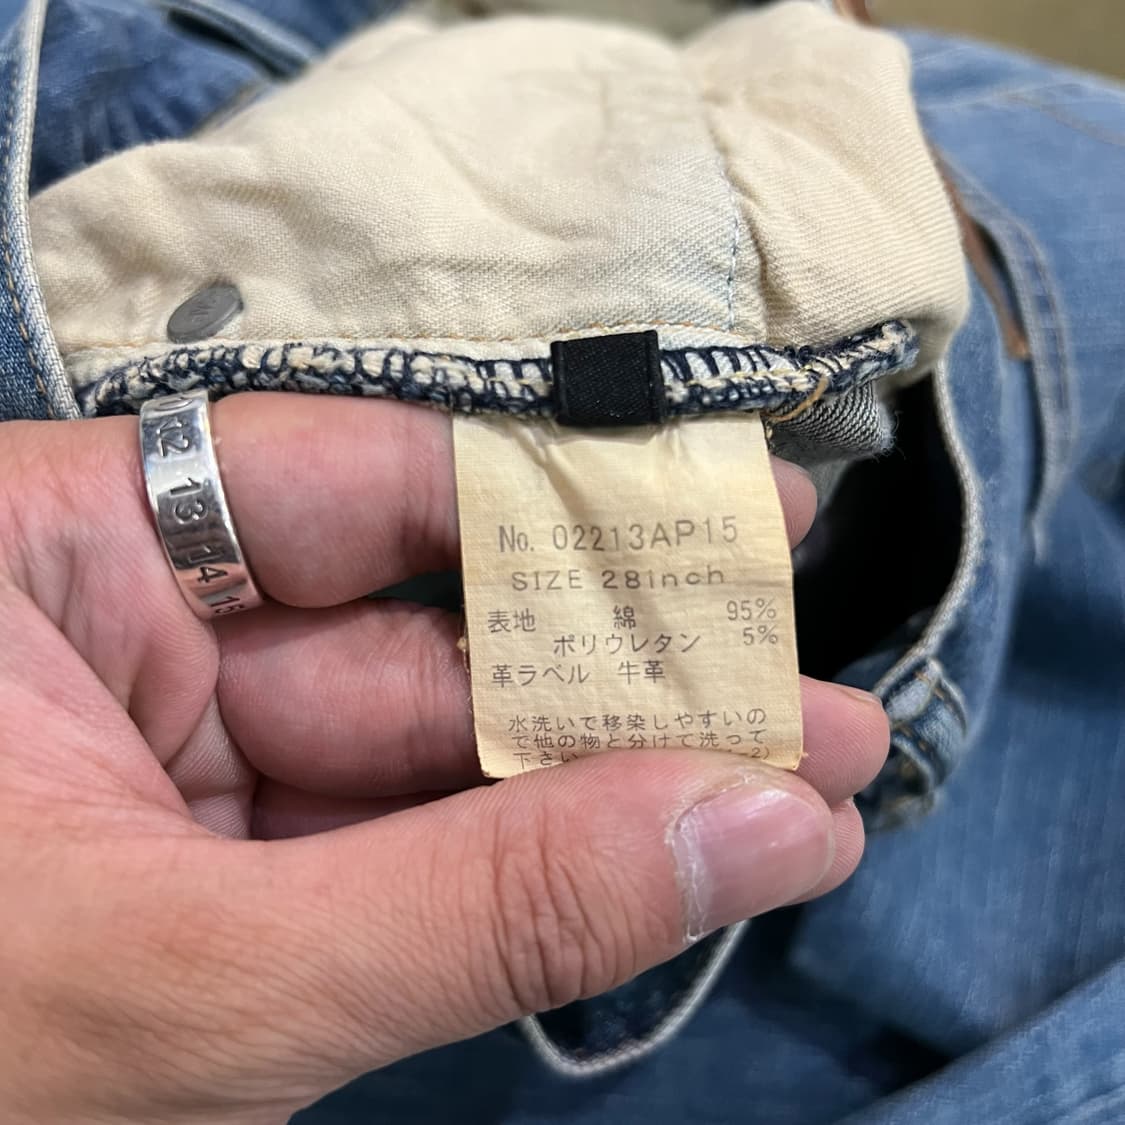 No. 02213AP15
SIZE 28inch
表地 綿 95%
ポリウレタン 5%
革ラベル 牛革
水洗いで移染しやすいの
で他の物と分けて洗って
下さい
-2)
12 13 14 15